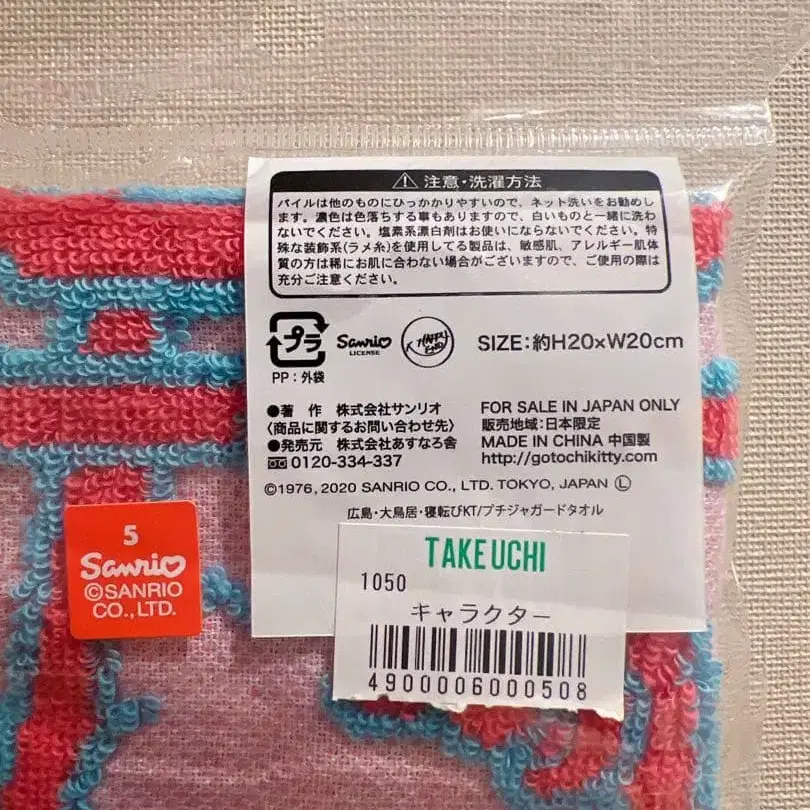 注意・洗濯方法
パイルは他のものにひっかかりやすいので、ネット洗いをお勧めし
ます。濃色は色落ちする事もありますので、白いものと一緒に洗わ
ないでください。塩素系漂白剤はお使いにならないでください。特
殊な装飾系(ラメ糸)を使用してる製品は、敏感肌、アレルギー肌体
質の方は稀にお肌に合わない場合がございますので、ご使用の際は
充分ご注意ください。
プラ
PP:外袋
Sanrio
LICENSE
HAPPY
END
SIZE:約H20×W20cm
●著 作 株式会社サンリオ
〈商品に関するお問い合わせ先〉
●発売元 株式会社あすなろ舎
0120-334-337
FOR SALE IN JAPAN ONLY
販売地域:日本限定
MADE IN CHINA 中国製
http://gotochikitty.com
©1976, 2020 SANRIO CO., LTD. TOKYO, JAPAN Ⓛ
広島・大鳥居・寝転びKT/プチジャガードタオル
5
Sanrio
©SANRIO
CO., LTD.
TAKEUCHI
1050
キャラクター
4900006000508